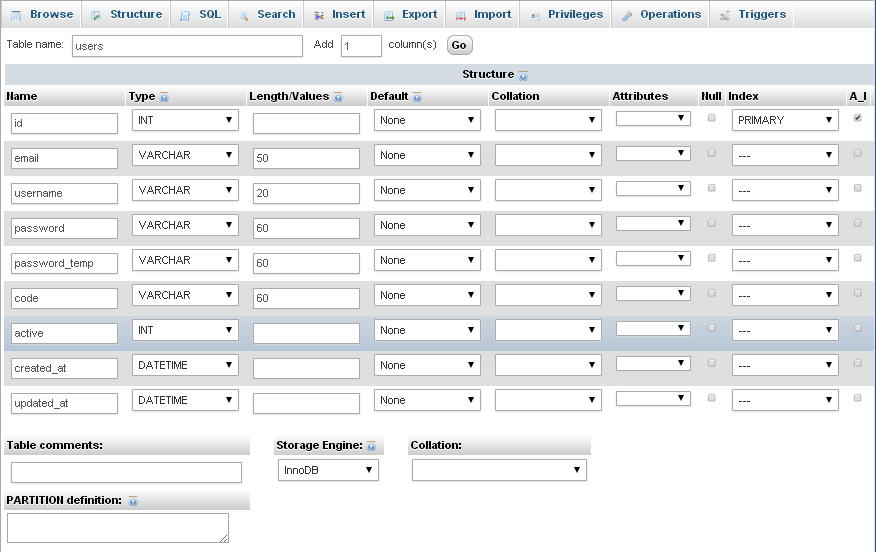 Browse Structure SQL Search Insert Export Import Privileges Operations Triggers
Table name: users Add 1 column(s) Go
Structure
Name Type Length/Values Default Collation Attributes Null Index A_I
id INT None PRIMARY
email VARCHAR 50 None ---
username VARCHAR 20 None ---
password VARCHAR 60 None ---
password_temp VARCHAR 60 None ---
code VARCHAR 60 None ---
active INT None ---
created_at DATETIME None ---
updated_at DATETIME None ---
Table comments: Storage Engine: Collation:
InnoDB
PARTITION definition: